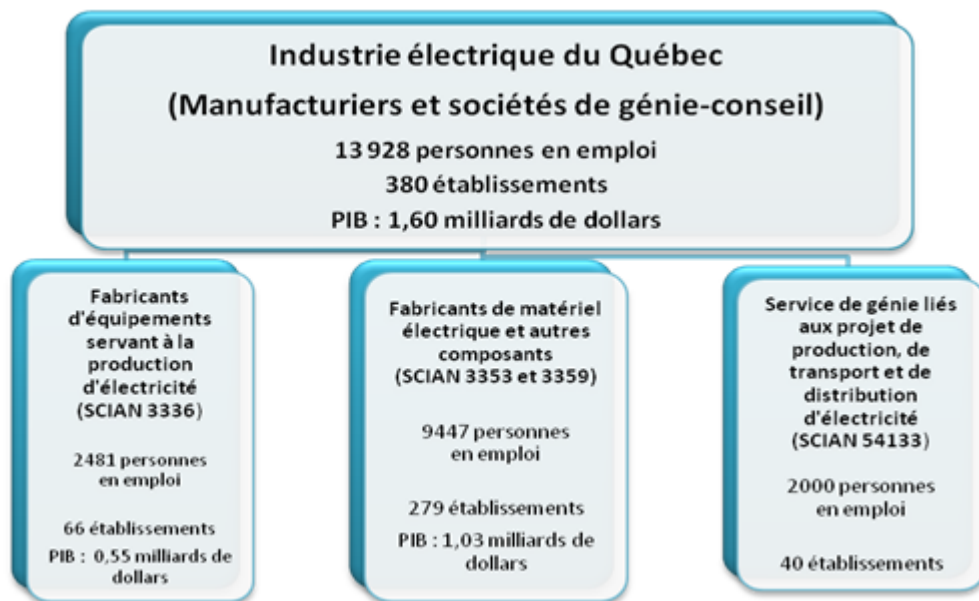 Industrie électrique du Québec
(Manufacturiers et sociétés de génie-conseil)
13 928 personnes en emploi
380 établissements
PIB : 1,60 milliards de dollars
Fabricants
d'équipements
servant à la
production
d'électricité
(SCIAN 3336)
2481 personnes
en emploi
66 établissements
PIB : 0,55 milliards de
dollars
Fabricants de matériel
électrique et autres
composants
(SCIAN 3353 et 3359)
9447 personnes
en emploi
279 établissements
PIB : 1,03 milliards de
dollars
Service de génie liés
aux projet de
production, de
transport et de
distribution
d'électricité
(SCIAN 54133)
2000 personnes
en emploi
40 établissements